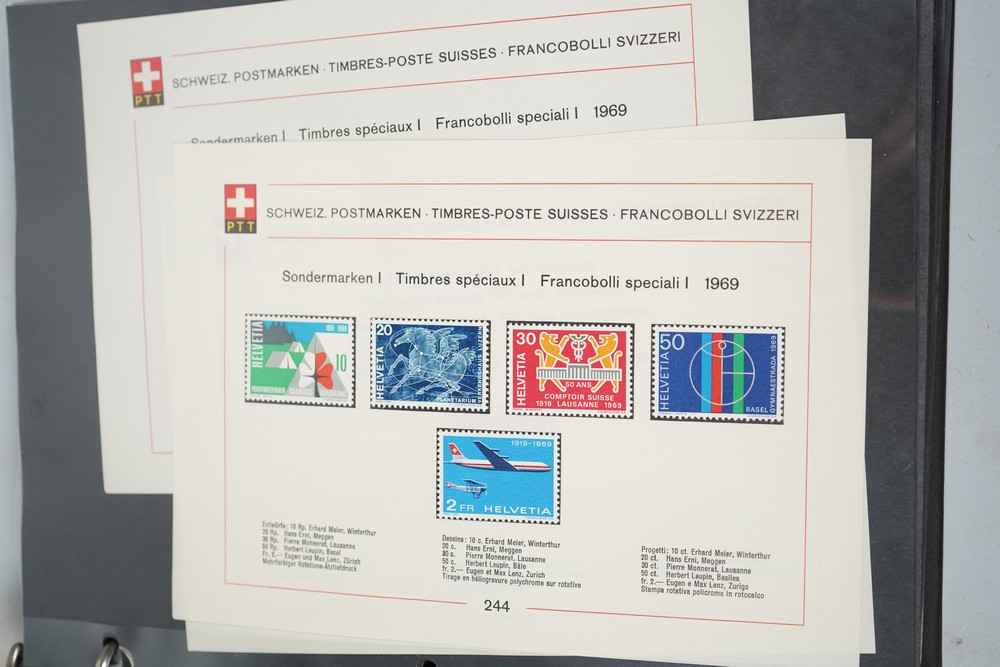 PTT
SCHWEIZ. POSTMARKEN · TIMBRES-POSTE SUISSES · FRANCOBOLLI SVIZZERI
Sondermarken I Timbres spéciaux I Francobolli speciali I 1969
PTT
SCHWEIZ. POSTMARKEN · TIMBRES-POSTE SUISSES · FRANCOBOLLI SVIZZERI
Sondermarken I Timbres spéciaux I Francobolli speciali I 1969
HELVETIA
1919-1969
10
20
HELVETIA
PLANETARIUM
VERKEHRSHAUS LUZERN
30
HELVETIA
50 ANS
COMPTOIR SUISSE
1919 LAUSANNE 1969
50
HELVETIA
BASEL
GYMNAESTRADA 1969
1919-1969
2 FR HELVETIA
Entwürfe: 10 Rp. Erhard Meier, Winterthur
20 Rp. Hans Erni, Meggen
30 Rp. Pierre Monnerat, Lausanne
50 Rp. Herbert Leupin, Basel
Fr. 2.— Eugen und Max Lenz, Zürich
Mehrfarbiger Rotations-Ätztiefdruck
Dessins: 10 c. Erhard Meier, Winterthur
20 c. Hans Erni, Meggen
30 c. Pierre Monnerat, Lausanne
50 c. Herbert Leupin, Bâle
fr. 2.— Eugen et Max Lenz, Zurich
Tirage en héliogravure polychrome sur rotative
Progetti: 10 ct. Erhard Meier, Winterthur
20 ct. Hans Erni, Meggen
30 ct. Pierre Monnerat, Lausanne
50 ct. Herbert Leupin, Basilea
fr. 2.— Eugen e Max Lenz, Zurigo
Stampa rotativa policroma in rotocalco
244